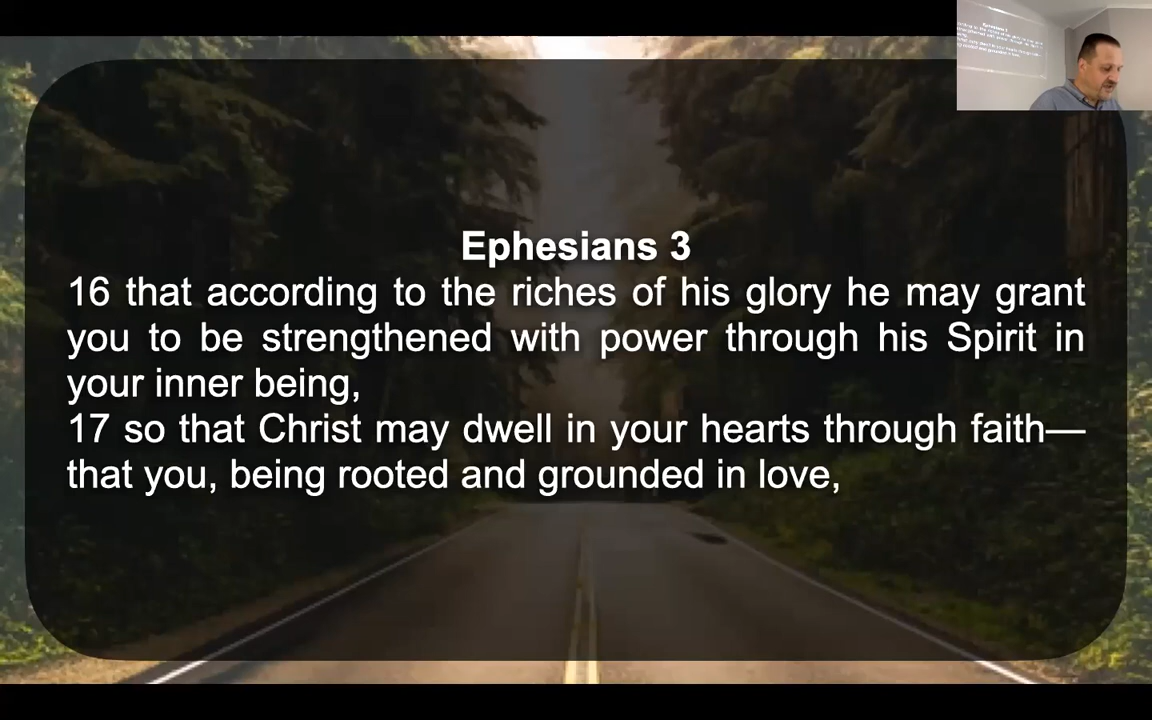 Ephesians 3
16 that according to the riches of his glory he may grant
you to be strengthened with power through his Spirit in
your inner being,
17 so that Christ may dwell in your hearts through faith—
that you, being rooted and grounded in love,